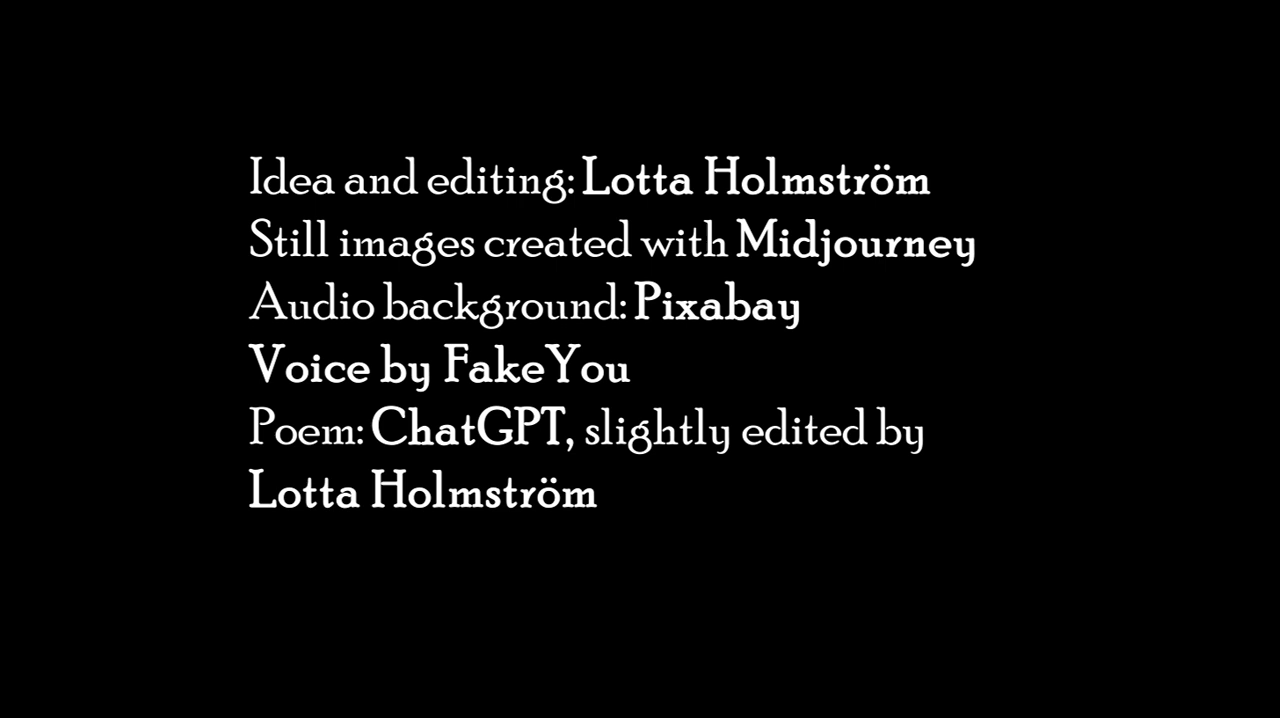 Idea and editing: Lotta Holmström
Still images created with Midjourney
Audio background: Pixabay
Voice by FakeYou
Poem: ChatGPT, slightly edited by
Lotta Holmström